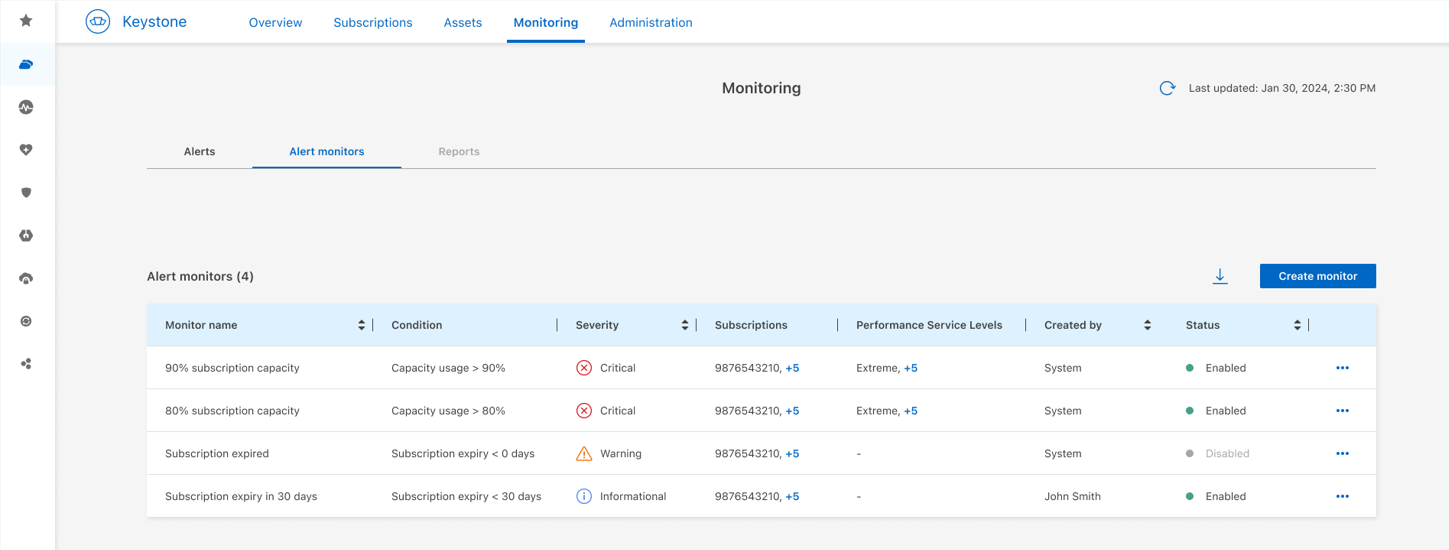 Keystone Overview Subscriptions Assets Monitoring Administration
Monitoring
Last updated: Jan 30, 2024, 2:30 PM
Alerts Alert monitors Reports
Alert monitors (4)
Create monitor
Monitor name Condition Severity Subscriptions Performance Service Levels Created by Status
90% subscription capacity Capacity usage > 90% Critical 9876543210, +5 Extreme, +5 System Enabled
80% subscription capacity Capacity usage > 80% Critical 9876543210, +5 Extreme, +5 System Enabled
Subscription expired Subscription expiry < 0 days Warning 9876543210, +5 - System Disabled
Subscription expiry in 30 days Subscription expiry < 30 days Informational 9876543210, +5 - John Smith Enabled